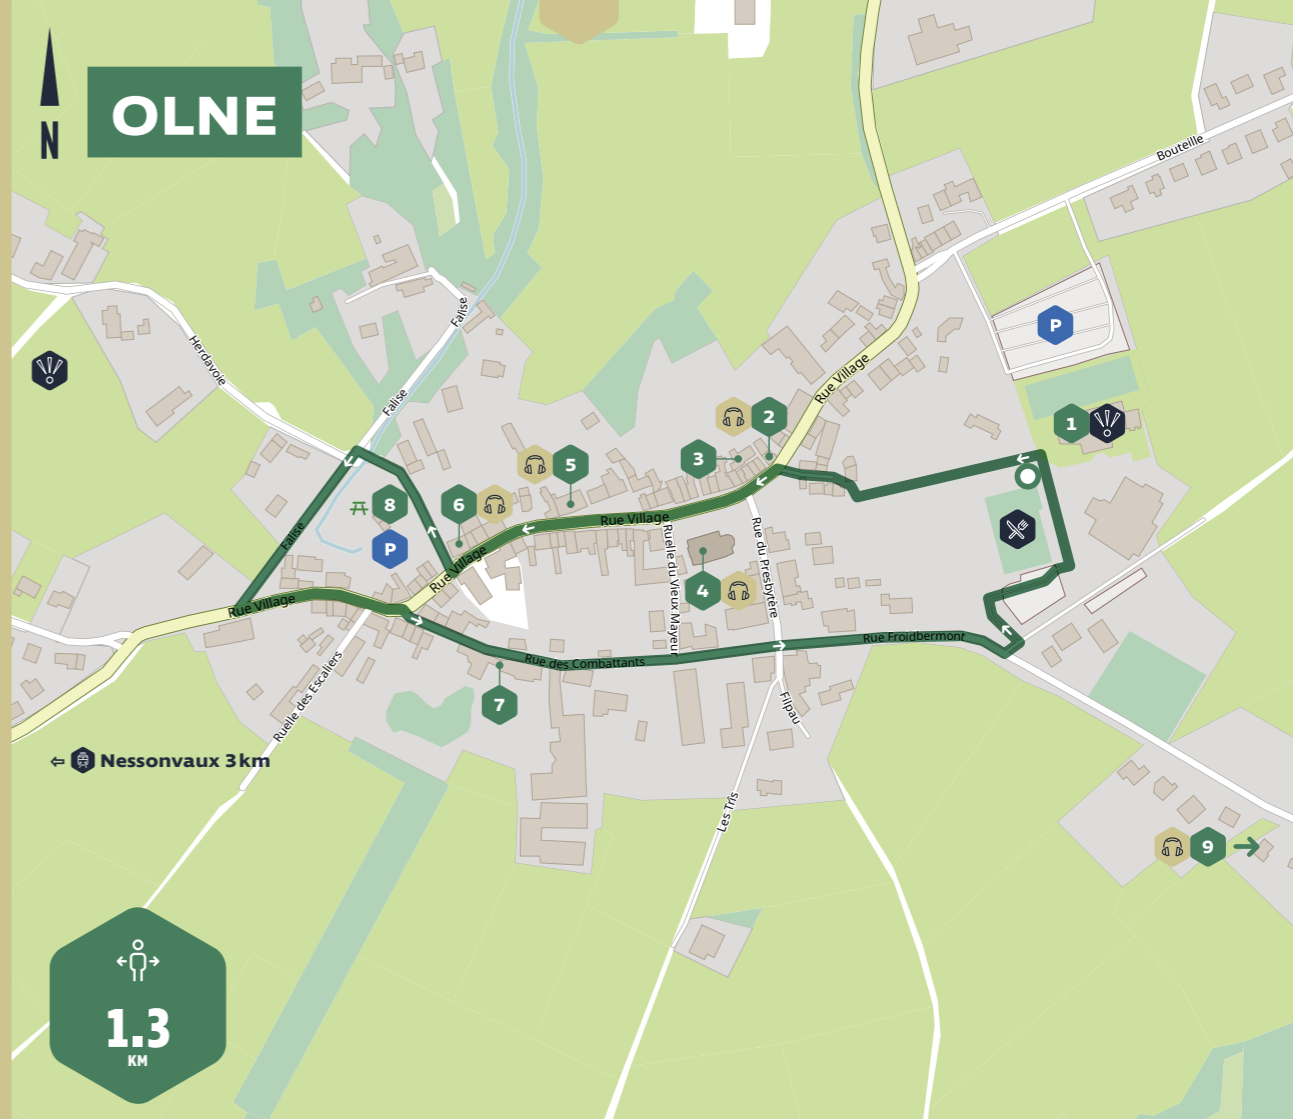 N
OLNE
Bouteille
P
Falise
Herdavoie
Rue Village
Falise
1
2
3
5
6
8
P
Rue Village
Rue Village
Ruelle du Vieux Mayeur
Rue du Presbytère
4
Falise
Rue Village
Rue des Combattants
Rue Froidbermont
7
Ruelle des Escaliers
Filpau
Nessonvaux 3km
Les Tris
9
1.3
KM